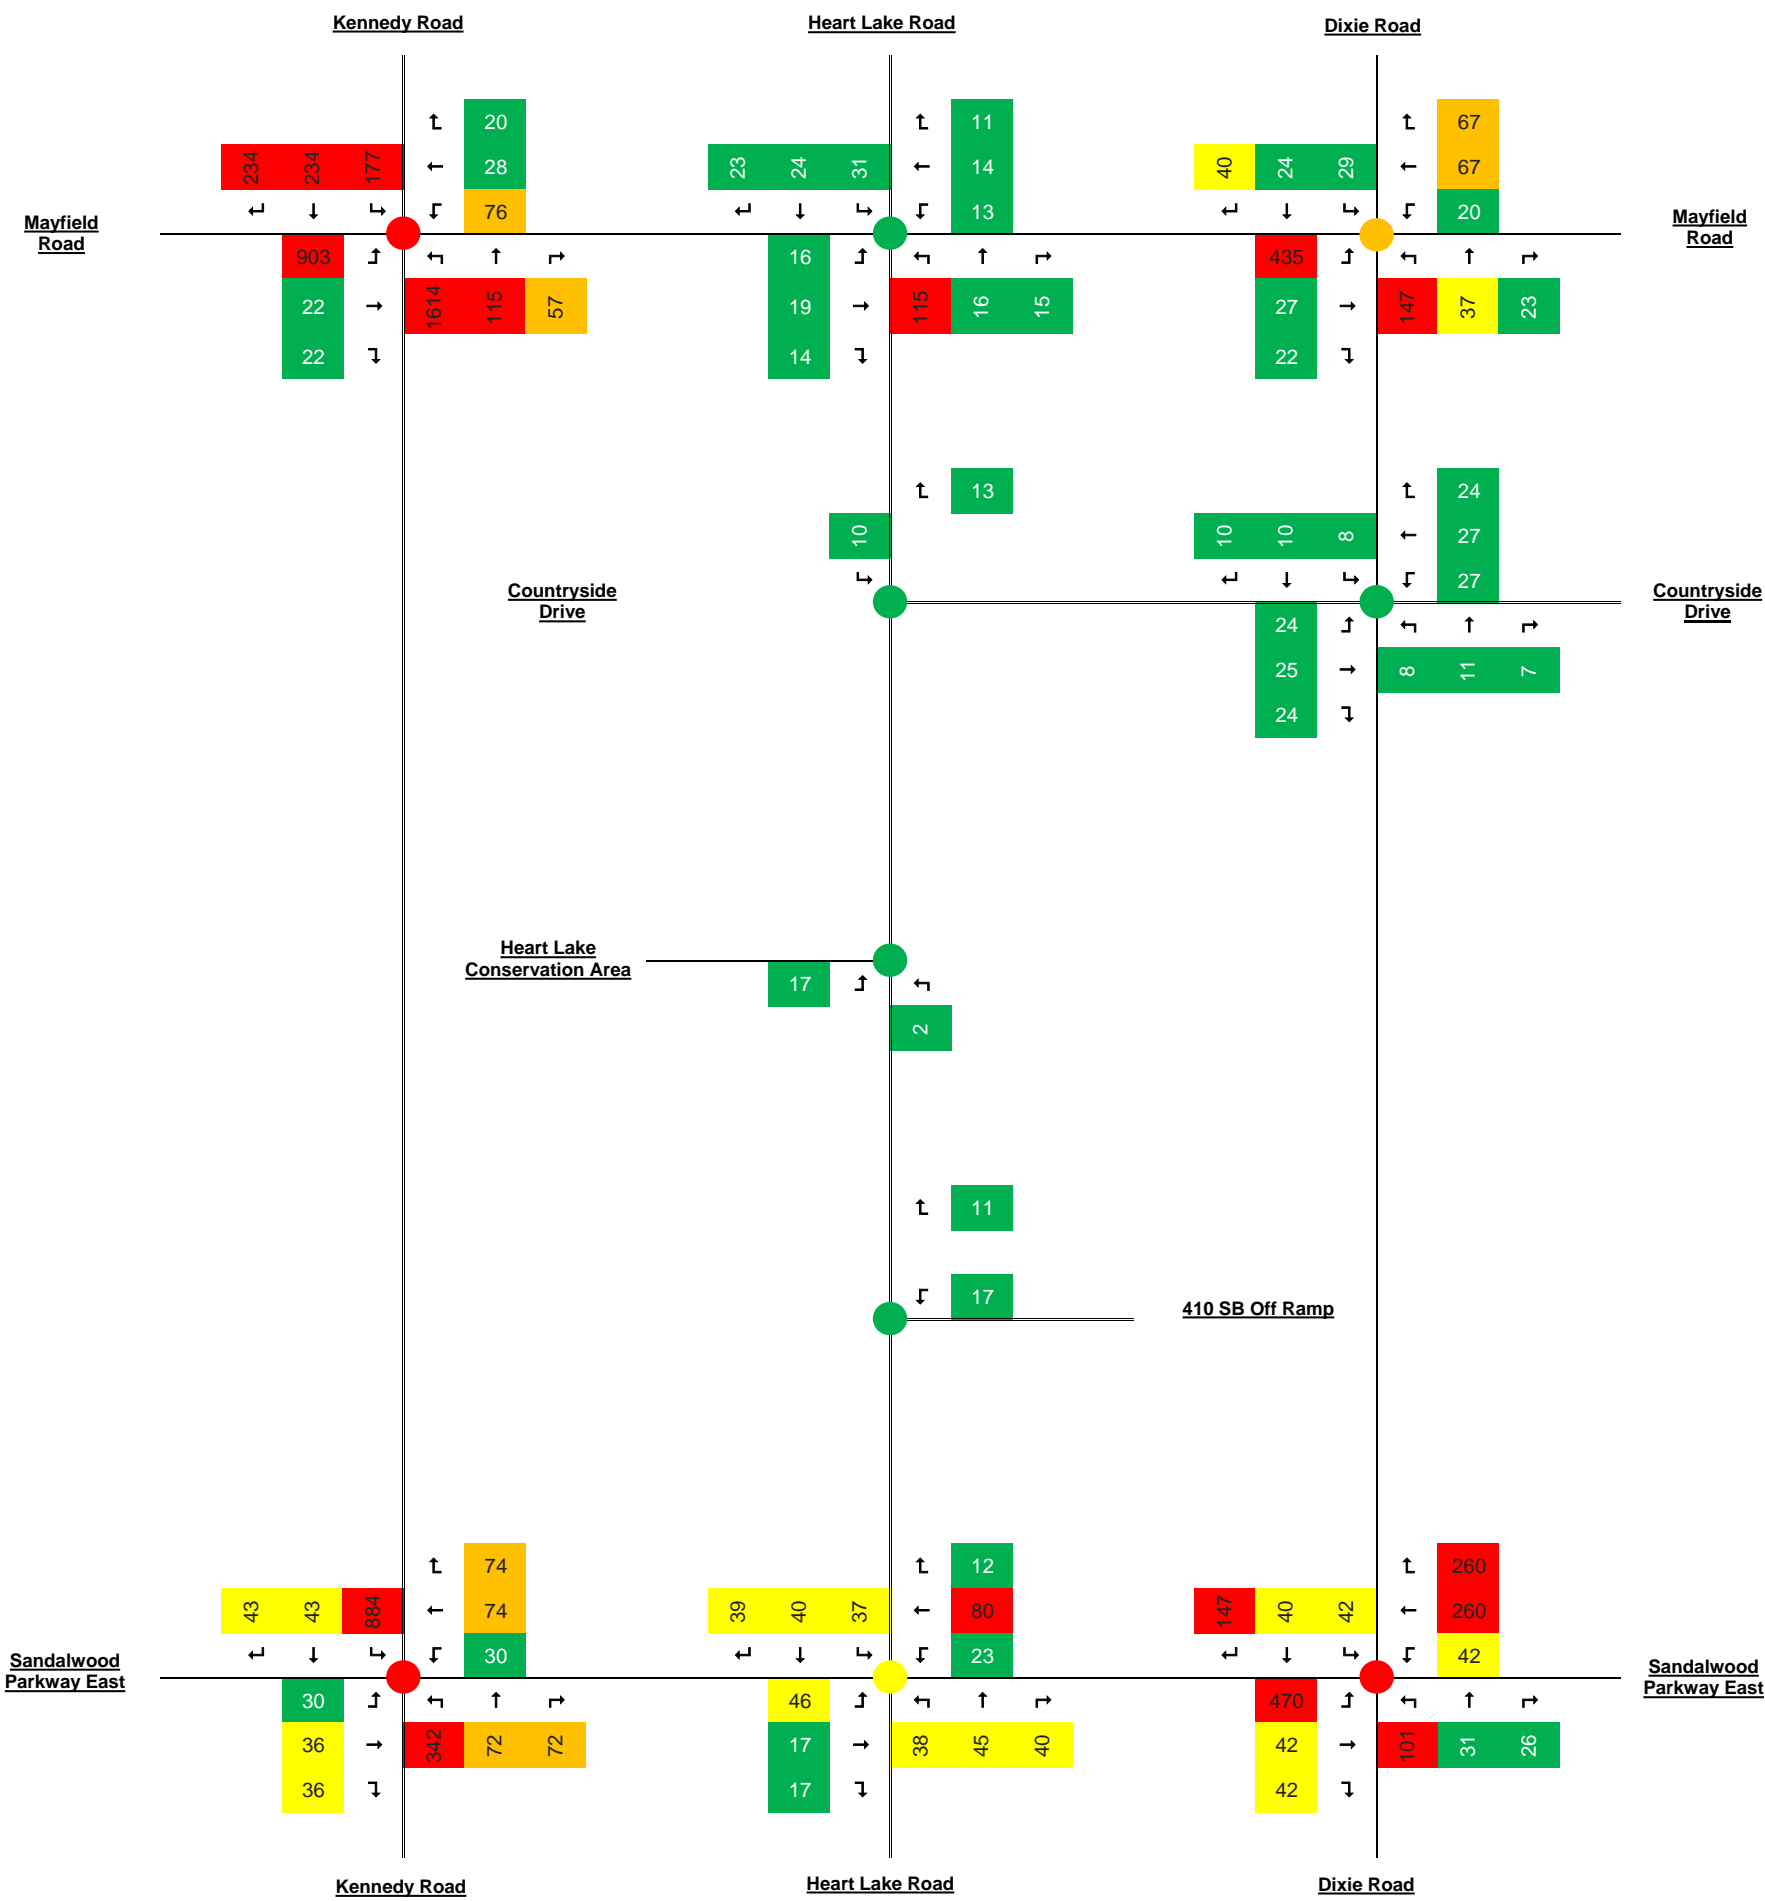 Kennedy Road
Heart Lake Road
Dixie Road
20
11
67
234 234 177
28
23 24 31
14
40 24 29
67
76
13
20
Mayfield
Road
Mayfield
Road
903
16
435
22
1614 115 57
19
115 16 15
27
147 37 23
22
14
22
13
24
10
10 10 8
27
27
Countryside
Drive
Countryside
Drive
24
25
8 11 7
24
Heart Lake
Conservation Area
17
2
11
17
410 SB Off Ramp
74
12
260
43 43 884
74
39 40 37
80
147 40 42
260
30
23
42
Sandalwood
Parkway East
Sandalwood
Parkway East
30
46
470
36
342 72 72
17
38 45 40
42
101 31 26
36
17
42
Kennedy Road
Heart Lake Road
Dixie Road